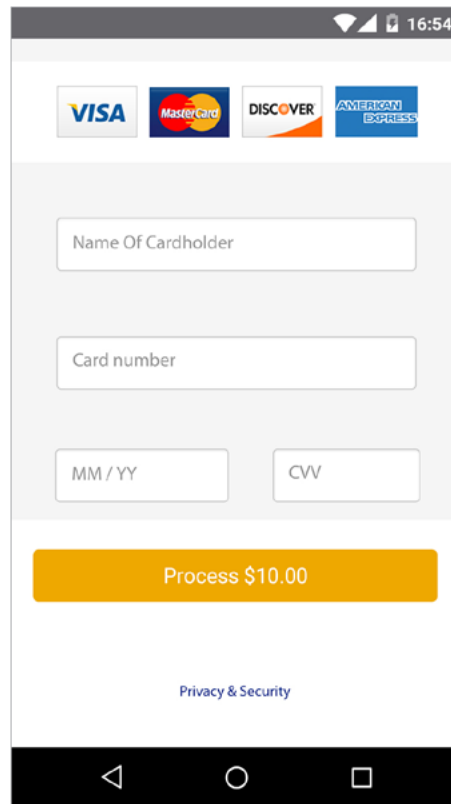 16:54
VISA MasterCard DISCOVER AMERICAN
EXPRESS
Name Of Cardholder
Card number
MM / YY CVV
Process $10.00
Privacy & Security